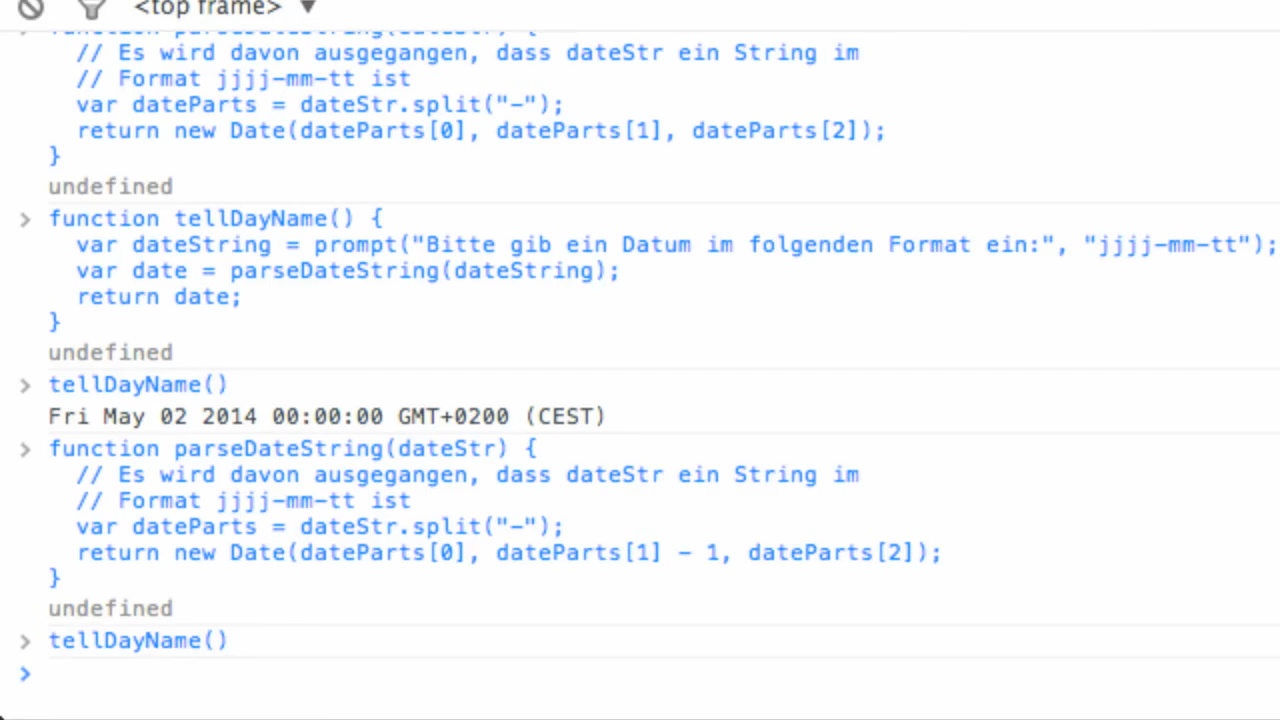 <top frame> ▼
function parseDateString(dateStr) {
// Es wird davon ausgegangen, dass dateStr ein String im
// Format jjjj-mm-tt ist
var dateParts = dateStr.split("-");
return new Date(dateParts[0], dateParts[1], dateParts[2]);
}
undefined
> function tellDayName() {
var dateString = prompt("Bitte gib ein Datum im folgenden Format ein:", "jjjj-mm-tt");
var date = parseDateString(dateString);
return date;
}
undefined
> tellDayName()
Fri May 02 2014 00:00:00 GMT+0200 (CEST)
> function parseDateString(dateStr) {
// Es wird davon ausgegangen, dass dateStr ein String im
// Format jjjj-mm-tt ist
var dateParts = dateStr.split("-");
return new Date(dateParts[0], dateParts[1] - 1, dateParts[2]);
}
undefined
> tellDayName()
>